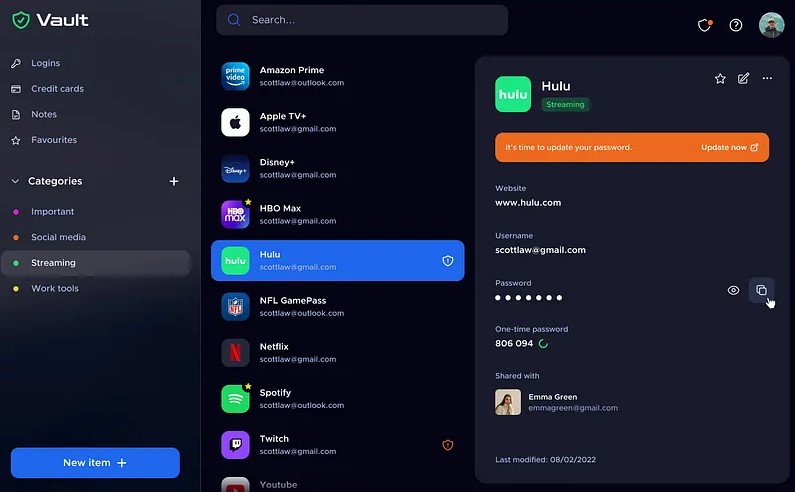 Vault
Search...
Logins
Credit cards
Notes
Favourites
Categories
Important
Social media
Streaming
Work tools
New item
prime video
Amazon Prime
scottlaw@outlook.com
Apple TV+
scottlaw@gmail.com
Disney+
Disney+
scottlaw@gmail.com
HBO max
HBO Max
scottlaw@gmail.com
hulu
Hulu
scottlaw@gmail.com
NFL
NFL GamePass
scottlaw@outlook.com
N
Netflix
scottlaw@gmail.com
Spotify
scottlaw@outlook.com
Twitch
scottlaw@gmail.com
Youtube
hulu
Hulu
Streaming
It's time to update your password.
Update now
Website
www.hulu.com
Username
scottlaw@gmail.com
Password
One-time password
806 094
Shared with
Emma Green
emmagreen@gmail.com
Last modified: 08/02/2022